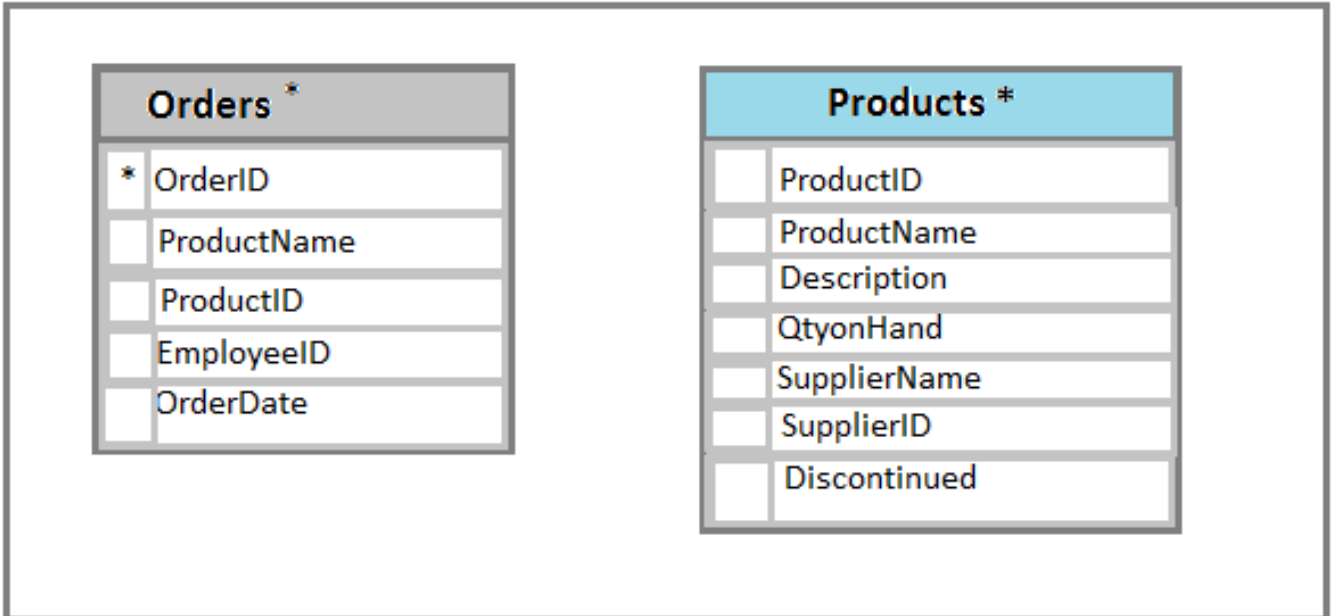 Orders *
* OrderID
ProductName
ProductID
EmployeeID
OrderDate
Products *
ProductID
ProductName
Description
QtyonHand
SupplierName
SupplierID
Discontinued